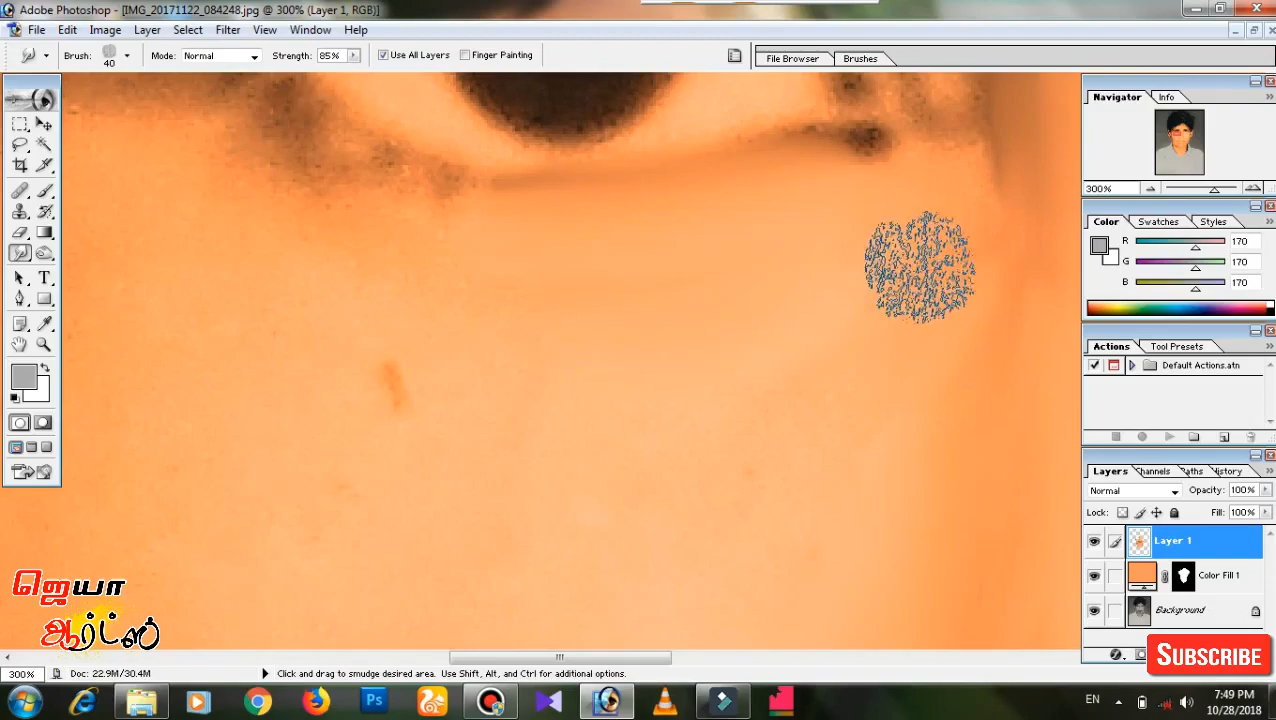 Adobe Photoshop - [IMG_20171122_084248.jpg @ 300% (Layer 1, RGB)]
File Edit Image Layer Select Filter View Window Help
Brush: 40 Mode: Normal Strength: 85% Use All Layers Finger Painting File Browser Brushes
Navigator Info
300%
Color Swatches Styles
R 170
G 170
B 170
Actions Tool Presets
Default Actions.atn
Layers Channels Paths History
Normal Opacity: 100%
Lock: Fill: 100%
Layer 1
Color Fill 1
Background
ஜெயா
ஆர்ட்ஸ்
SUBSCRIBE
300% Doc: 22.9M/30.4M Click and drag to smudge desired area. Use Shift, Alt, and Ctrl for additional options.
Ps
EN 7:49 PM
10/28/2018